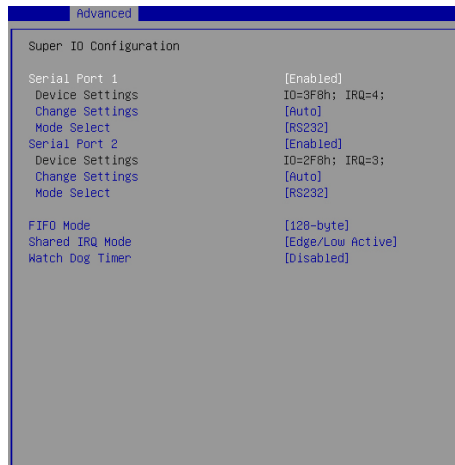 Advanced
Super IO Configuration
Serial Port 1 [Enabled]
Device Settings IO=3F8h; IRQ=4;
Change Settings [Auto]
Mode Select [RS232]
Serial Port 2 [Enabled]
Device Settings IO=2F8h; IRQ=3;
Change Settings [Auto]
Mode Select [RS232]
FIFO Mode [128-byte]
Shared IRQ Mode [Edge/Low Active]
Watch Dog Timer [Disabled]